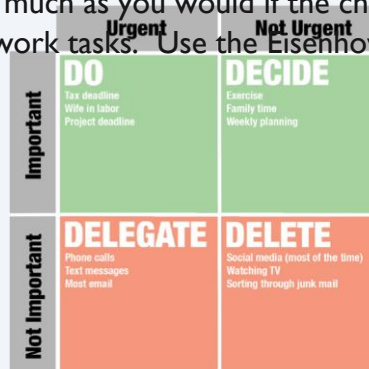 much as you would if the ch
work tasks. Use the Eisenho
Urgent
Not Urgent
Important
DO
Tax deadline
Wife in labor
Project deadline
DECIDE
Exercise
Family time
Weekly planning
Not Important
DELEGATE
Phone calls
Text messages
Most email
DELETE
Social media (most of the time)
Watching TV
Sorting through junk mail